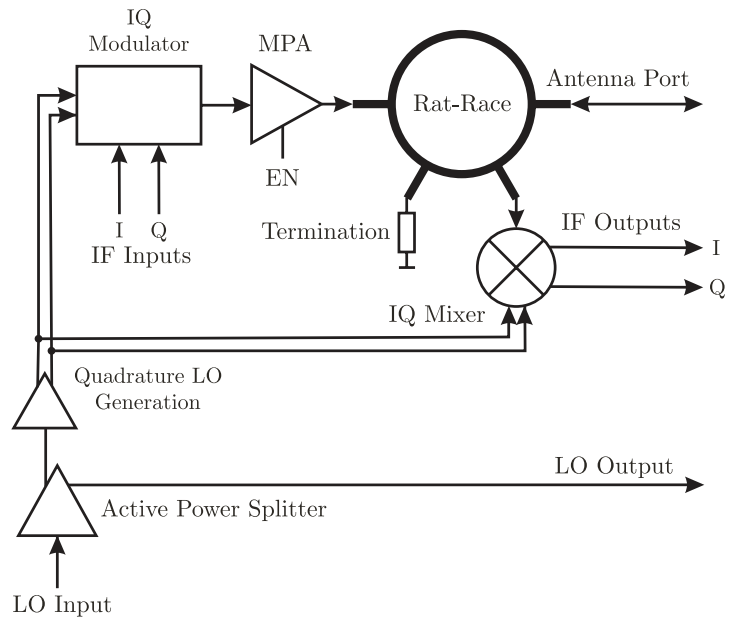 IQ
Modulator
MPA
Rat-Race
Antenna Port
EN
I Q
IF Inputs
Termination
IF Outputs
I
Q
IQ Mixer
Quadrature LO
Generation
LO Output
Active Power Splitter
LO Input